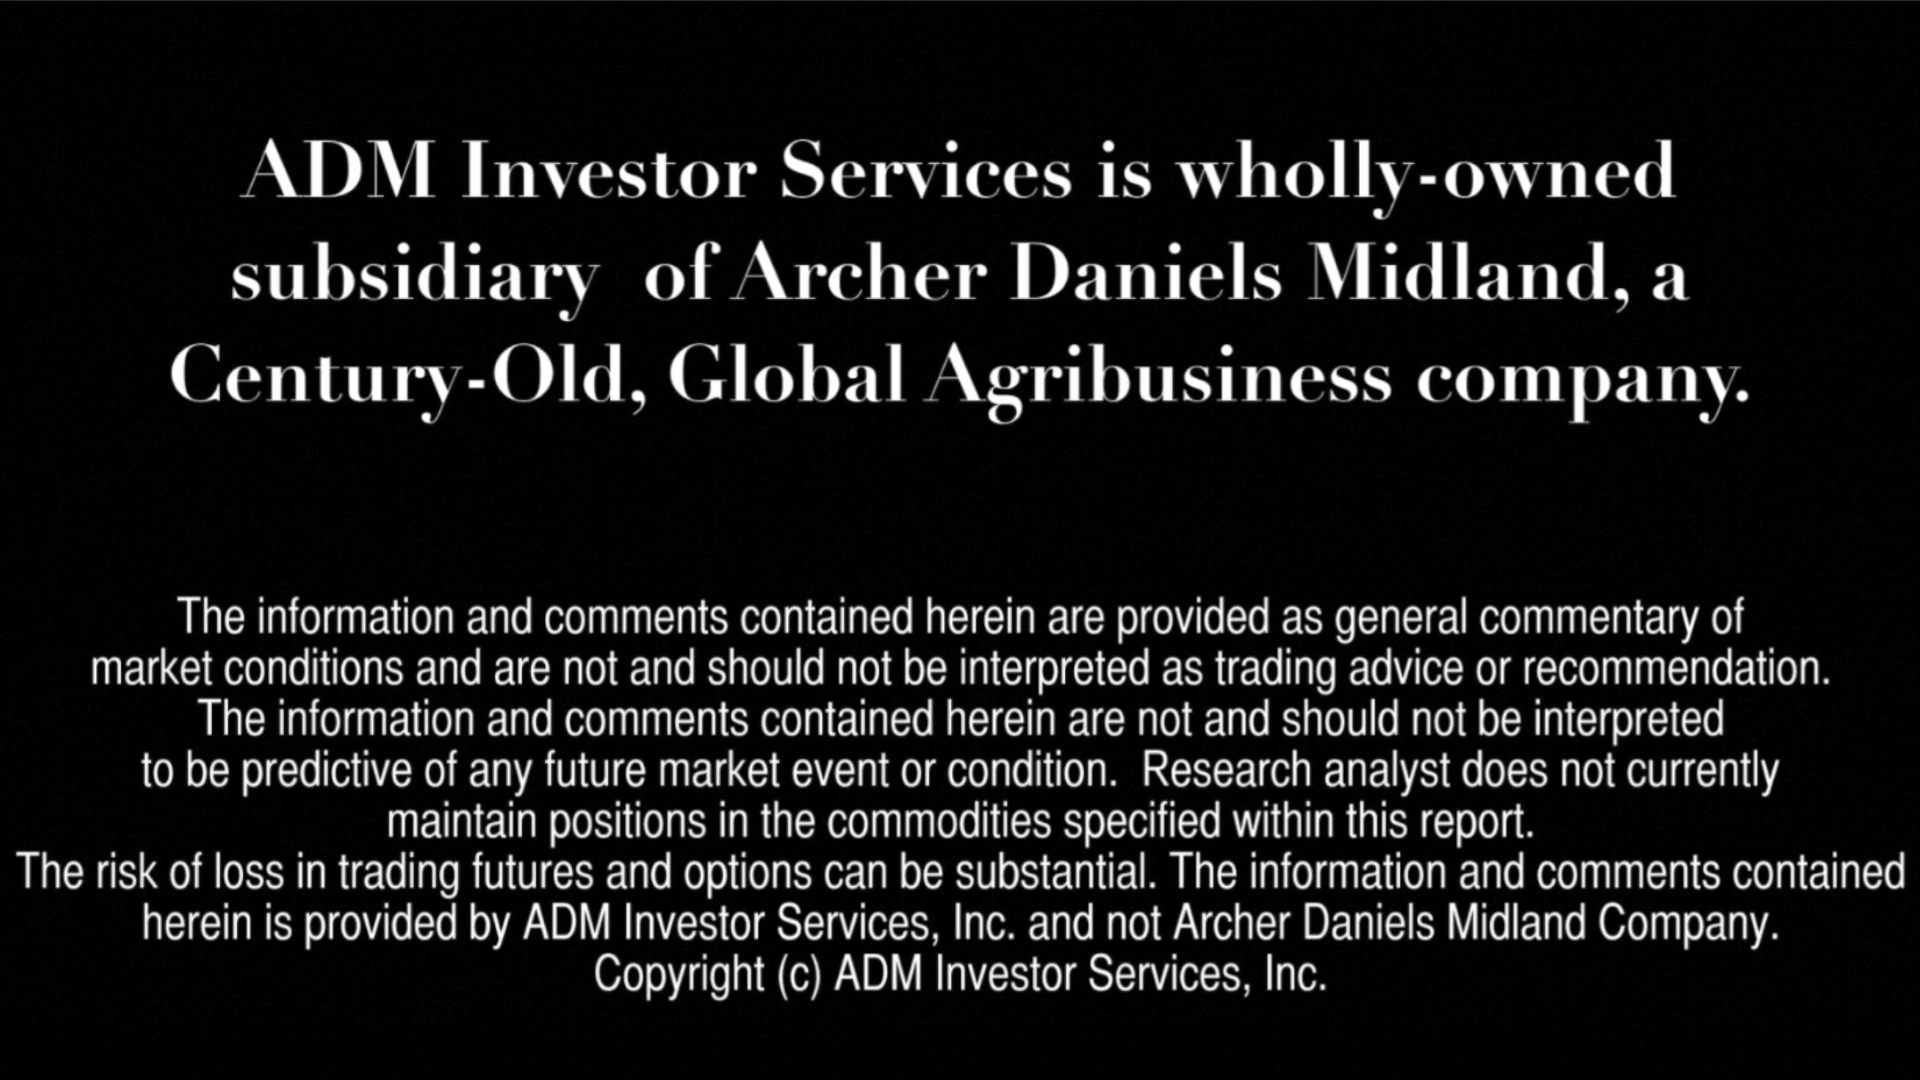 ADM Investor Services is wholly-owned
subsidiary  of Archer Daniels Midland, a
Century-Old, Global Agribusiness company.
The information and comments contained herein are provided as general commentary of
market conditions and are not and should not be interpreted as trading advice or recommendation.
The information and comments contained herein are not and should not be interpreted
to be predictive of any future market event or condition.  Research analyst does not currently
maintain positions in the commodities specified within this report.
The risk of loss in trading futures and options can be substantial. The information and comments contained
herein is provided by ADM Investor Services, Inc. and not Archer Daniels Midland Company.
Copyright (c) ADM Investor Services, Inc.